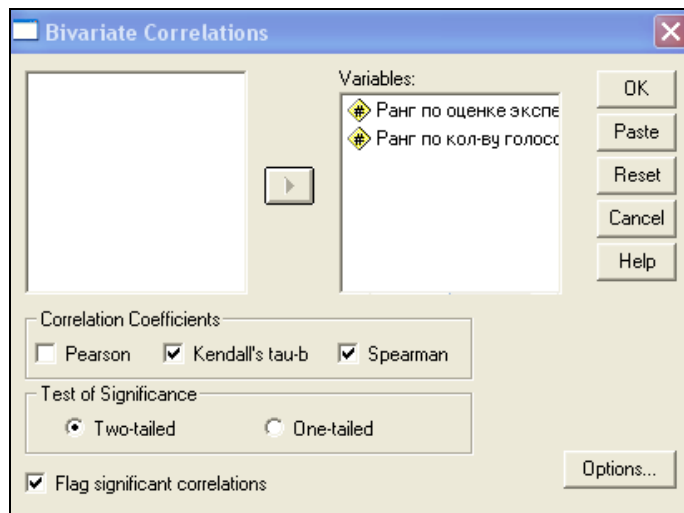 Bivariate Correlations
Variables:
Ранг по оценке экспе
Ранг по кол-ву голосо
OK
Paste
Reset
Cancel
Help
Correlation Coefficients
Pearson
Kendall's tau-b
Spearman
Test of Significance
Two-tailed
One-tailed
Flag significant correlations
Options...